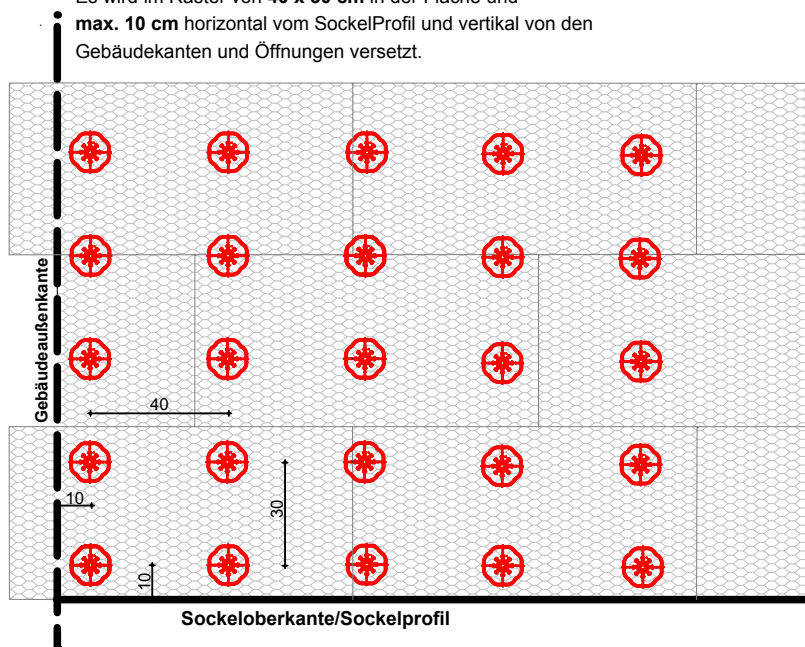 max. 10 cm horizontal vom SockelProfil und vertikal von den
Gebäudekanten und Öffnungen versetzt.
Gebäudeaußenkante
40
10
30
10
Sockeloberkante/Sockelprofil